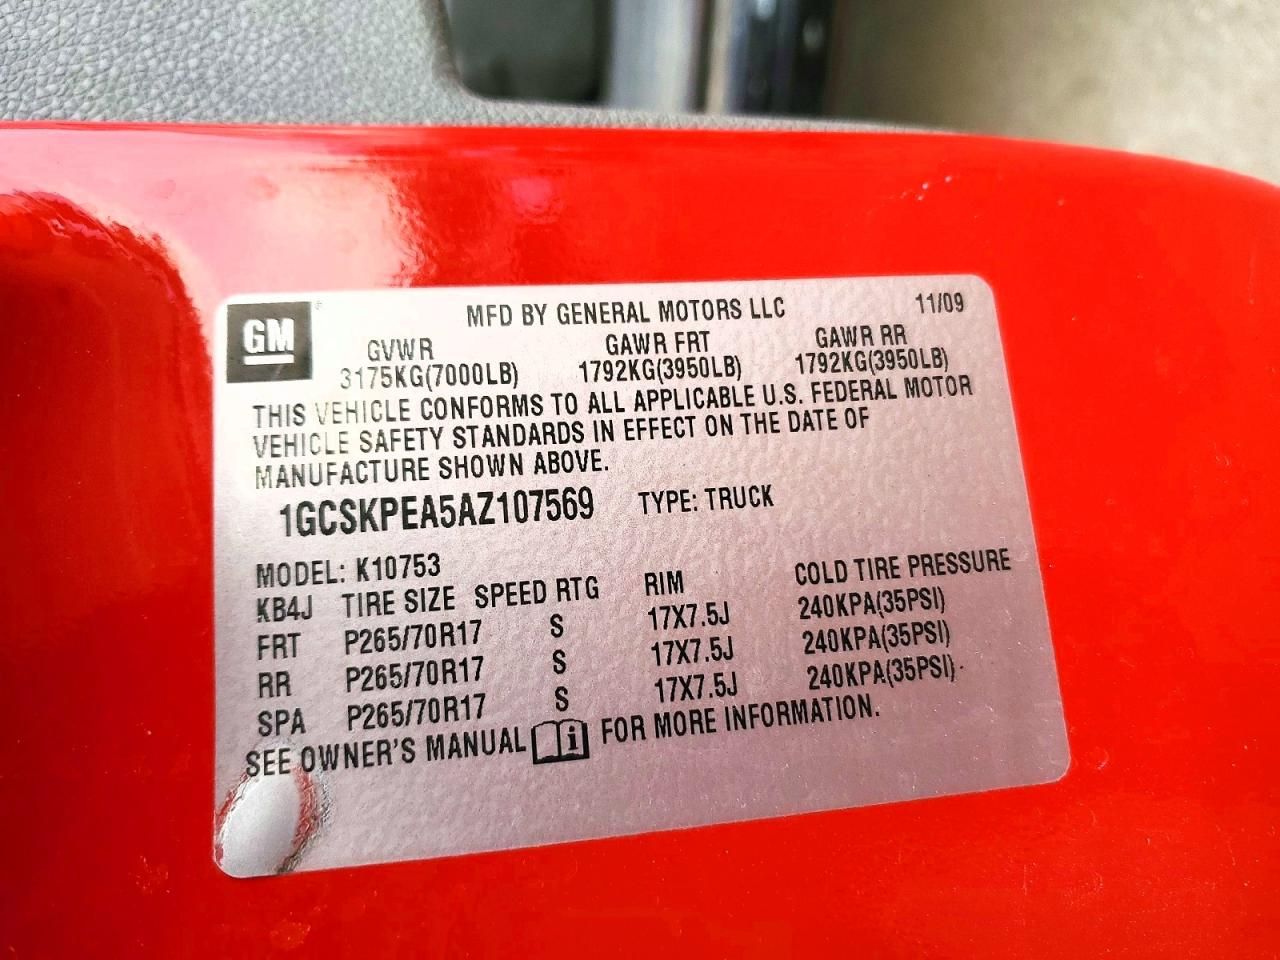 GM
MFD BY GENERAL MOTORS LLC 11/09
GVWR GAWR FRT GAWR RR
3175KG(7000LB) 1792KG(3950LB) 1792KG(3950LB)
THIS VEHICLE CONFORMS TO ALL APPLICABLE U.S. FEDERAL MOTOR
VEHICLE SAFETY STANDARDS IN EFFECT ON THE DATE OF
MANUFACTURE SHOWN ABOVE.
1GCSKPEA5AZ107569 TYPE: TRUCK
MODEL: K10753
KB4J TIRE SIZE SPEED RTG RIM COLD TIRE PRESSURE
FRT P265/70R17 S 17X7.5J 240KPA(35PSI)
RR P265/70R17 S 17X7.5J 240KPA(35PSI)
SPA P265/70R17 S 17X7.5J 240KPA(35PSI)
SEE OWNER'S MANUAL i FOR MORE INFORMATION.